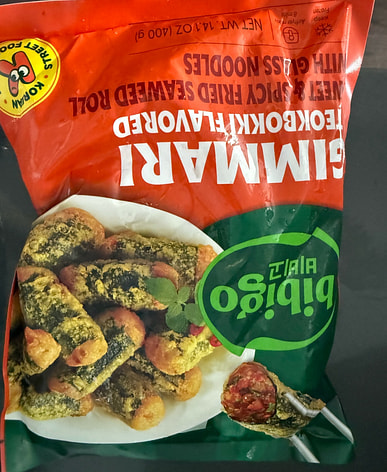 bibigo
비비고
GIMMARI
TEOKBOKKI FLAVORED
SWEET & SPICY FRIED SEAWEED ROLL
WITH GLASS NOODLES
NET WT. 14.1 OZ (400 g)
KOREAN
STREET FOOD